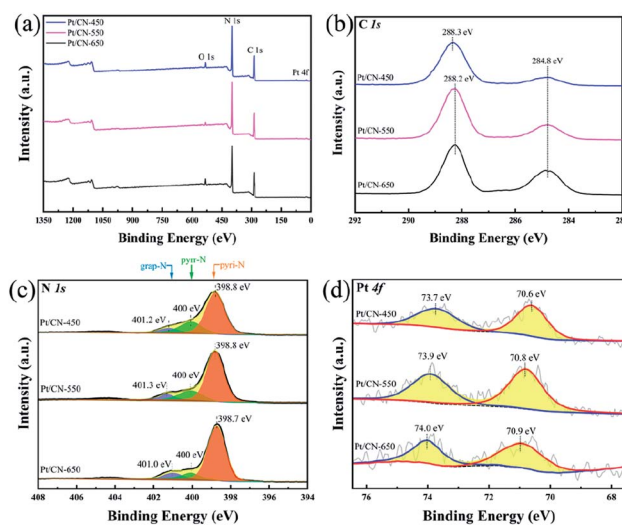 (a)
Pt/CN-450
Pt/CN-550
Pt/CN-650
N 1s
O 1s
C 1s
Pt 4f
Intensity (a.u.)
1350 1200 1050 900 750 600 450 300 150 0
Binding Energy (eV)
(b)
C 1s
288.3 eV
284.8 eV
Pt/CN-450
288.2 eV
Pt/CN-550
Pt/CN-650
Intensity (a.u.)
292 290 288 286 284 28
Binding Energy (eV)
grap-N pyrr-N pyri-N
(c)
N 1s
398.8 eV
400 eV
401.2 eV
Pt/CN-450
398.8 eV
400 eV
401.3 eV
Pt/CN-550
398.7 eV
400 eV
401.0 eV
Pt/CN-650
Intensity (a.u.)
408 406 404 402 400 398 396 394
Binding Energy (eV)
(d)
Pt 4f
73.7 eV
70.6 eV
Pt/CN-450
73.9 eV
70.8 eV
Pt/CN-550
74.0 eV
70.9 eV
Pt/CN-650
Intensity (a.u.)
76 74 72 70 68
Binding Energy (eV)